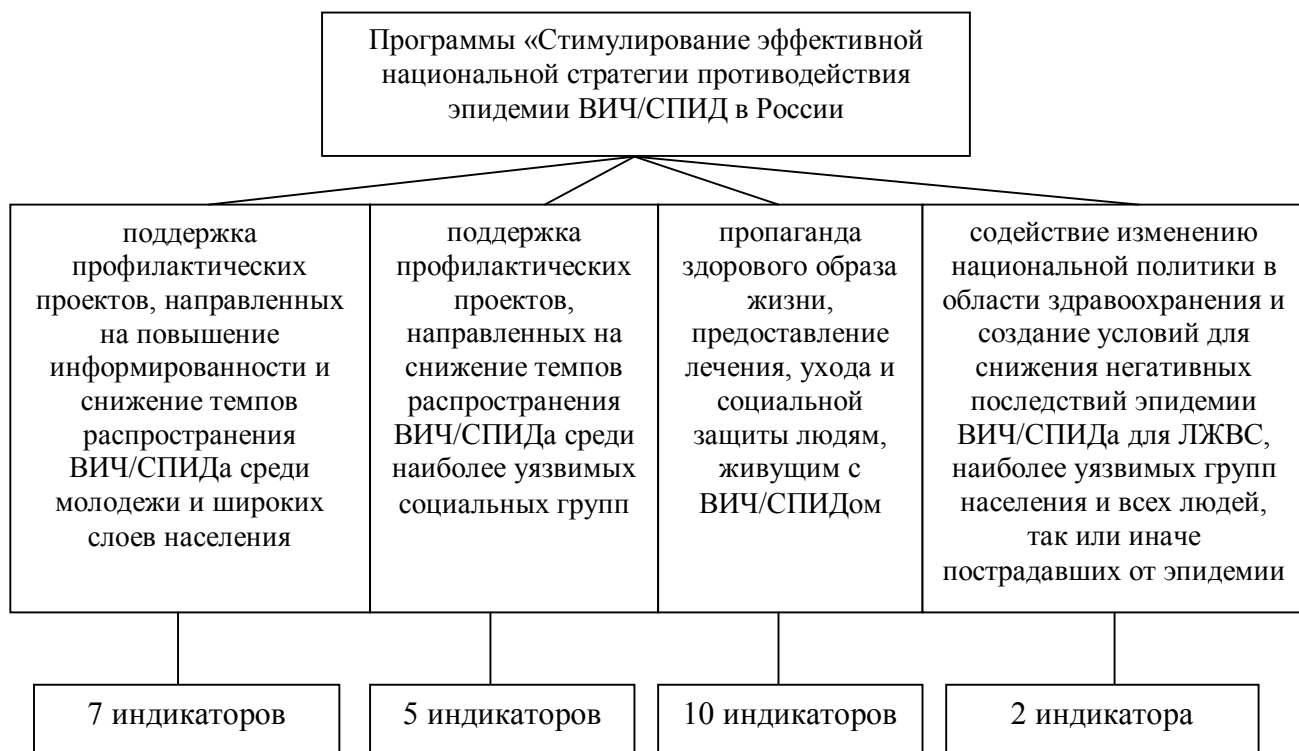 Программы «Стимулирование эффективной
национальной стратегии противодействия
эпидемии ВИЧ/СПИД в России
поддержка
профилактических
проектов, направленных
на повышение
информированности и
снижение темпов
распространения
ВИЧ/СПИДа среди
молодежи и широких
слоев населения
поддержка
профилактических
проектов,
направленных на
снижение темпов
распространения
ВИЧ/СПИДа среди
наиболее уязвимых
социальных групп
пропаганда
здорового образа
жизни,
предоставление
лечения, ухода и
социальной
защиты людям,
живущим с
ВИЧ/СПИДом
содействие изменению
национальной политики в
области здравоохранения и
создание условий для
снижения негативных
последствий эпидемии
ВИЧ/СПИДа для ЛЖВС,
наиболее уязвимых групп
населения и всех людей,
так или иначе
пострадавших от эпидемии
7 индикаторов
5 индикаторов
10 индикаторов
2 индикатора